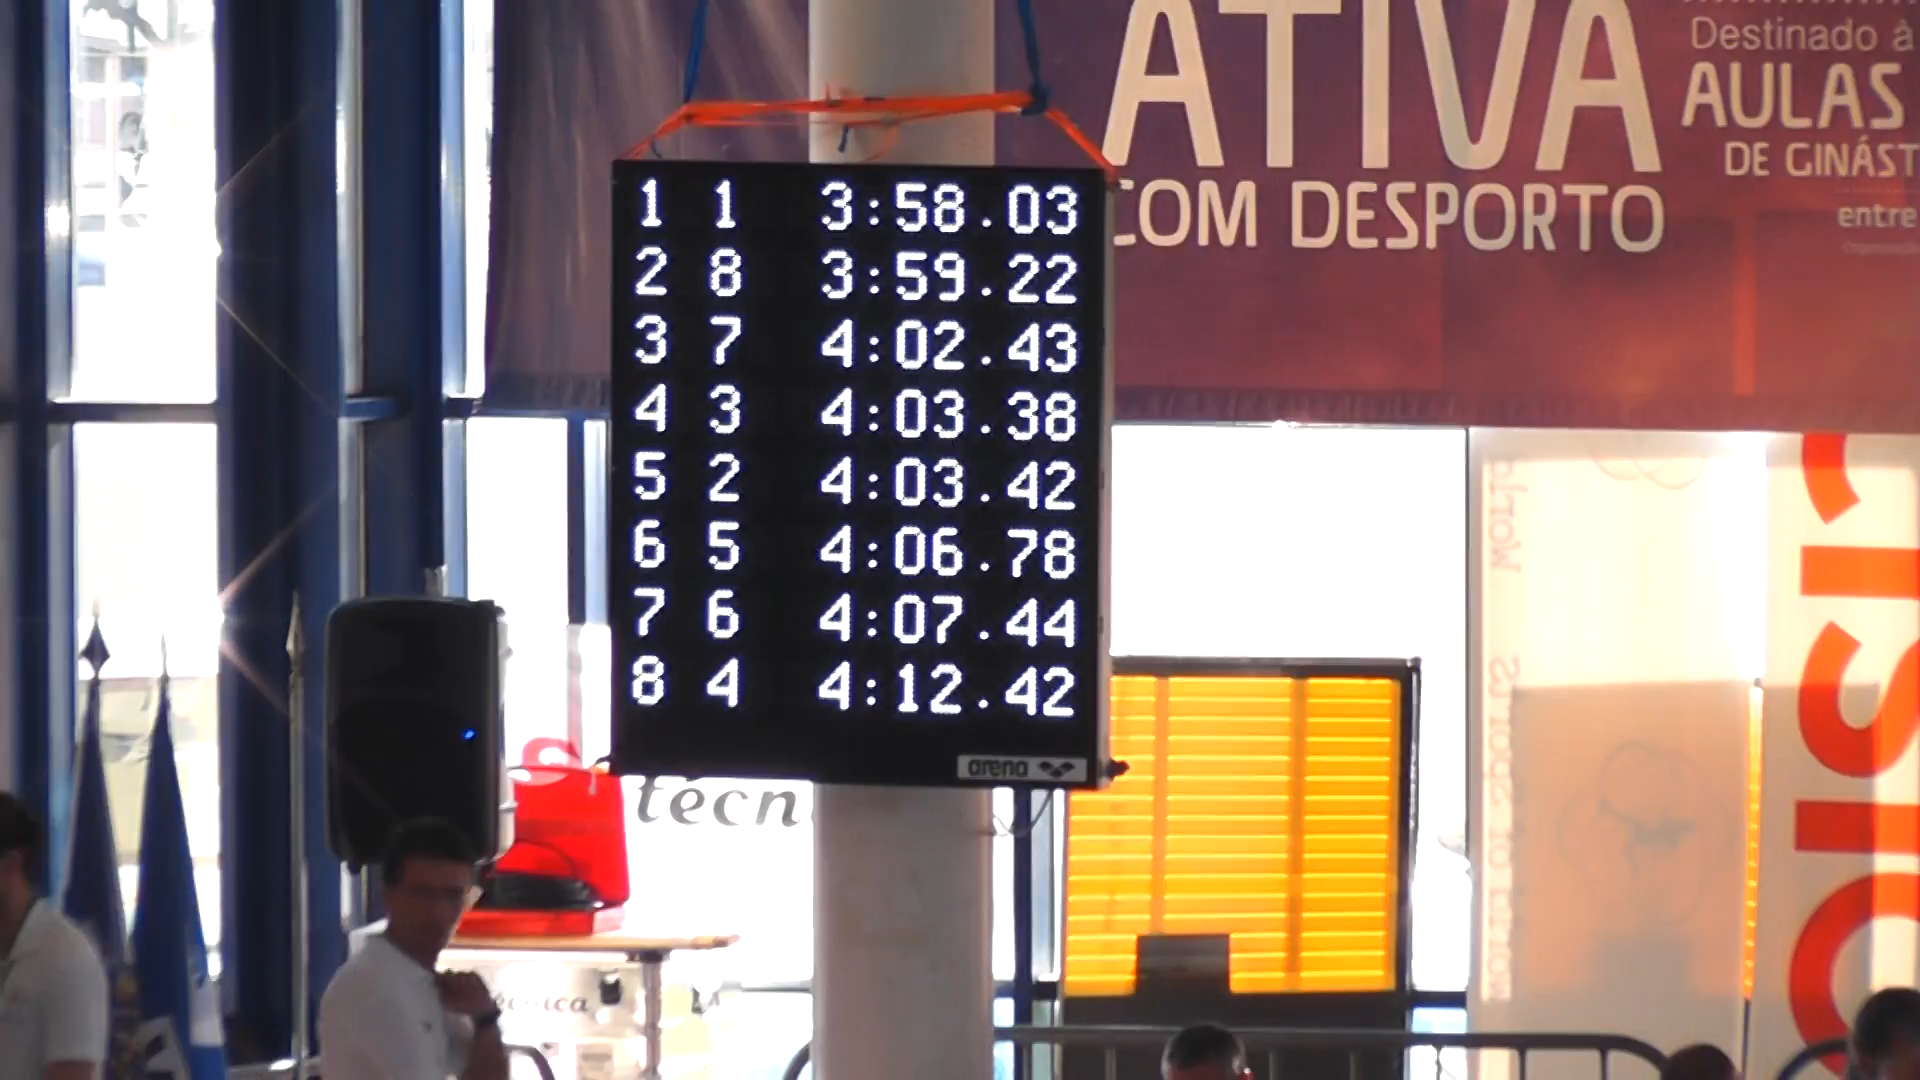 ATIVA
COM DESPORTO
Destinado à
AULAS
DE GINÁST
entre
1 1 3:58.03
2 8 3:59.22
3 7 4:02.43
4 3 4:03.38
5 2 4:03.42
6 5 4:06.78
7 6 4:07.44
8 4 4:12.42
arena
técn
écnica